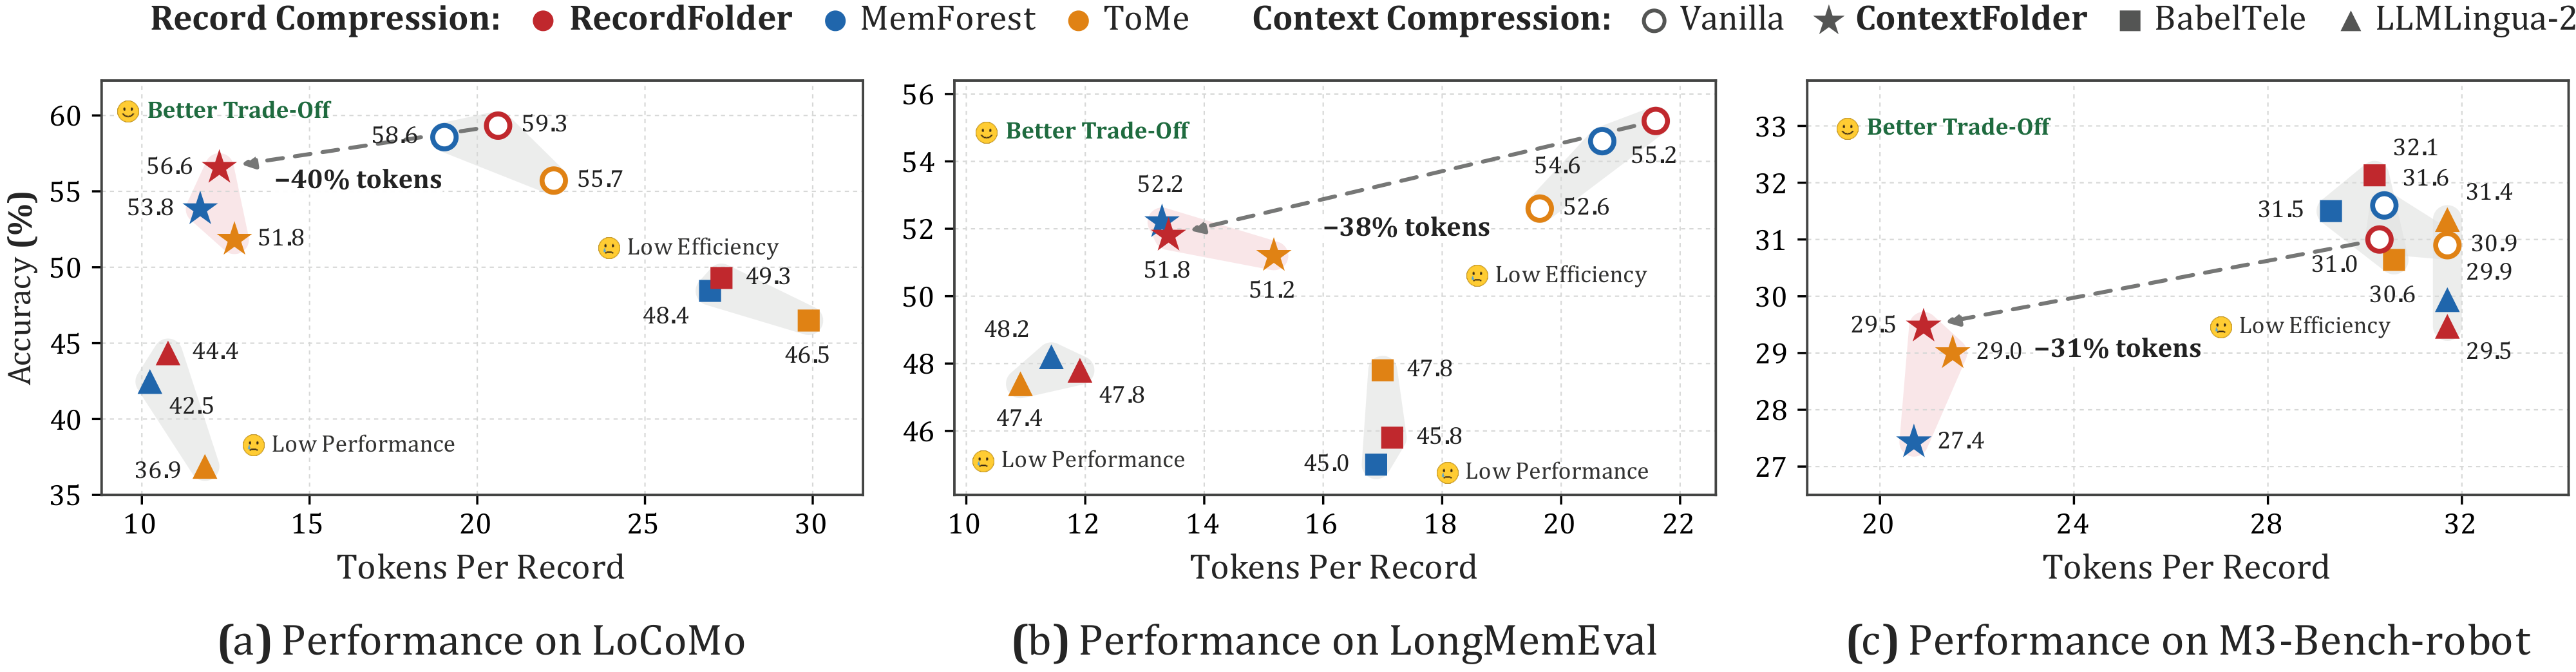 Record Compression: RecordFolder MemForest ToMe Context Compression: Vanilla ContextFolder BabelTele LLMLingua-2
Accuracy (%)
60
55
50
45
40
35
Better Trade-Off
58.6
59.3
56.6
−40% tokens
55.7
53.8
51.8
Low Efficiency
49.3
48.4
46.5
44.4
42.5
Low Performance
36.9
10 15 20 25 30
Tokens Per Record
(a) Performance on LoCoMo
56
54
52
50
48
46
Better Trade-Off
54.6
55.2
52.2
52.6
−38% tokens
51.8
51.2
Low Efficiency
48.2
47.8
47.8
47.4
45.8
45.0
Low Performance
Low Performance
10 12 14 16 18 20 22
Tokens Per Record
(b) Performance on LongMemEval
33
32
31
30
29
28
27
Better Trade-Off
32.1
31.6
31.4
31.5
30.9
31.0
29.9
30.6
29.5
Low Efficiency
29.0
−31% tokens
29.5
27.4
20 24 28 32
Tokens Per Record
(c) Performance on M3-Bench-robot